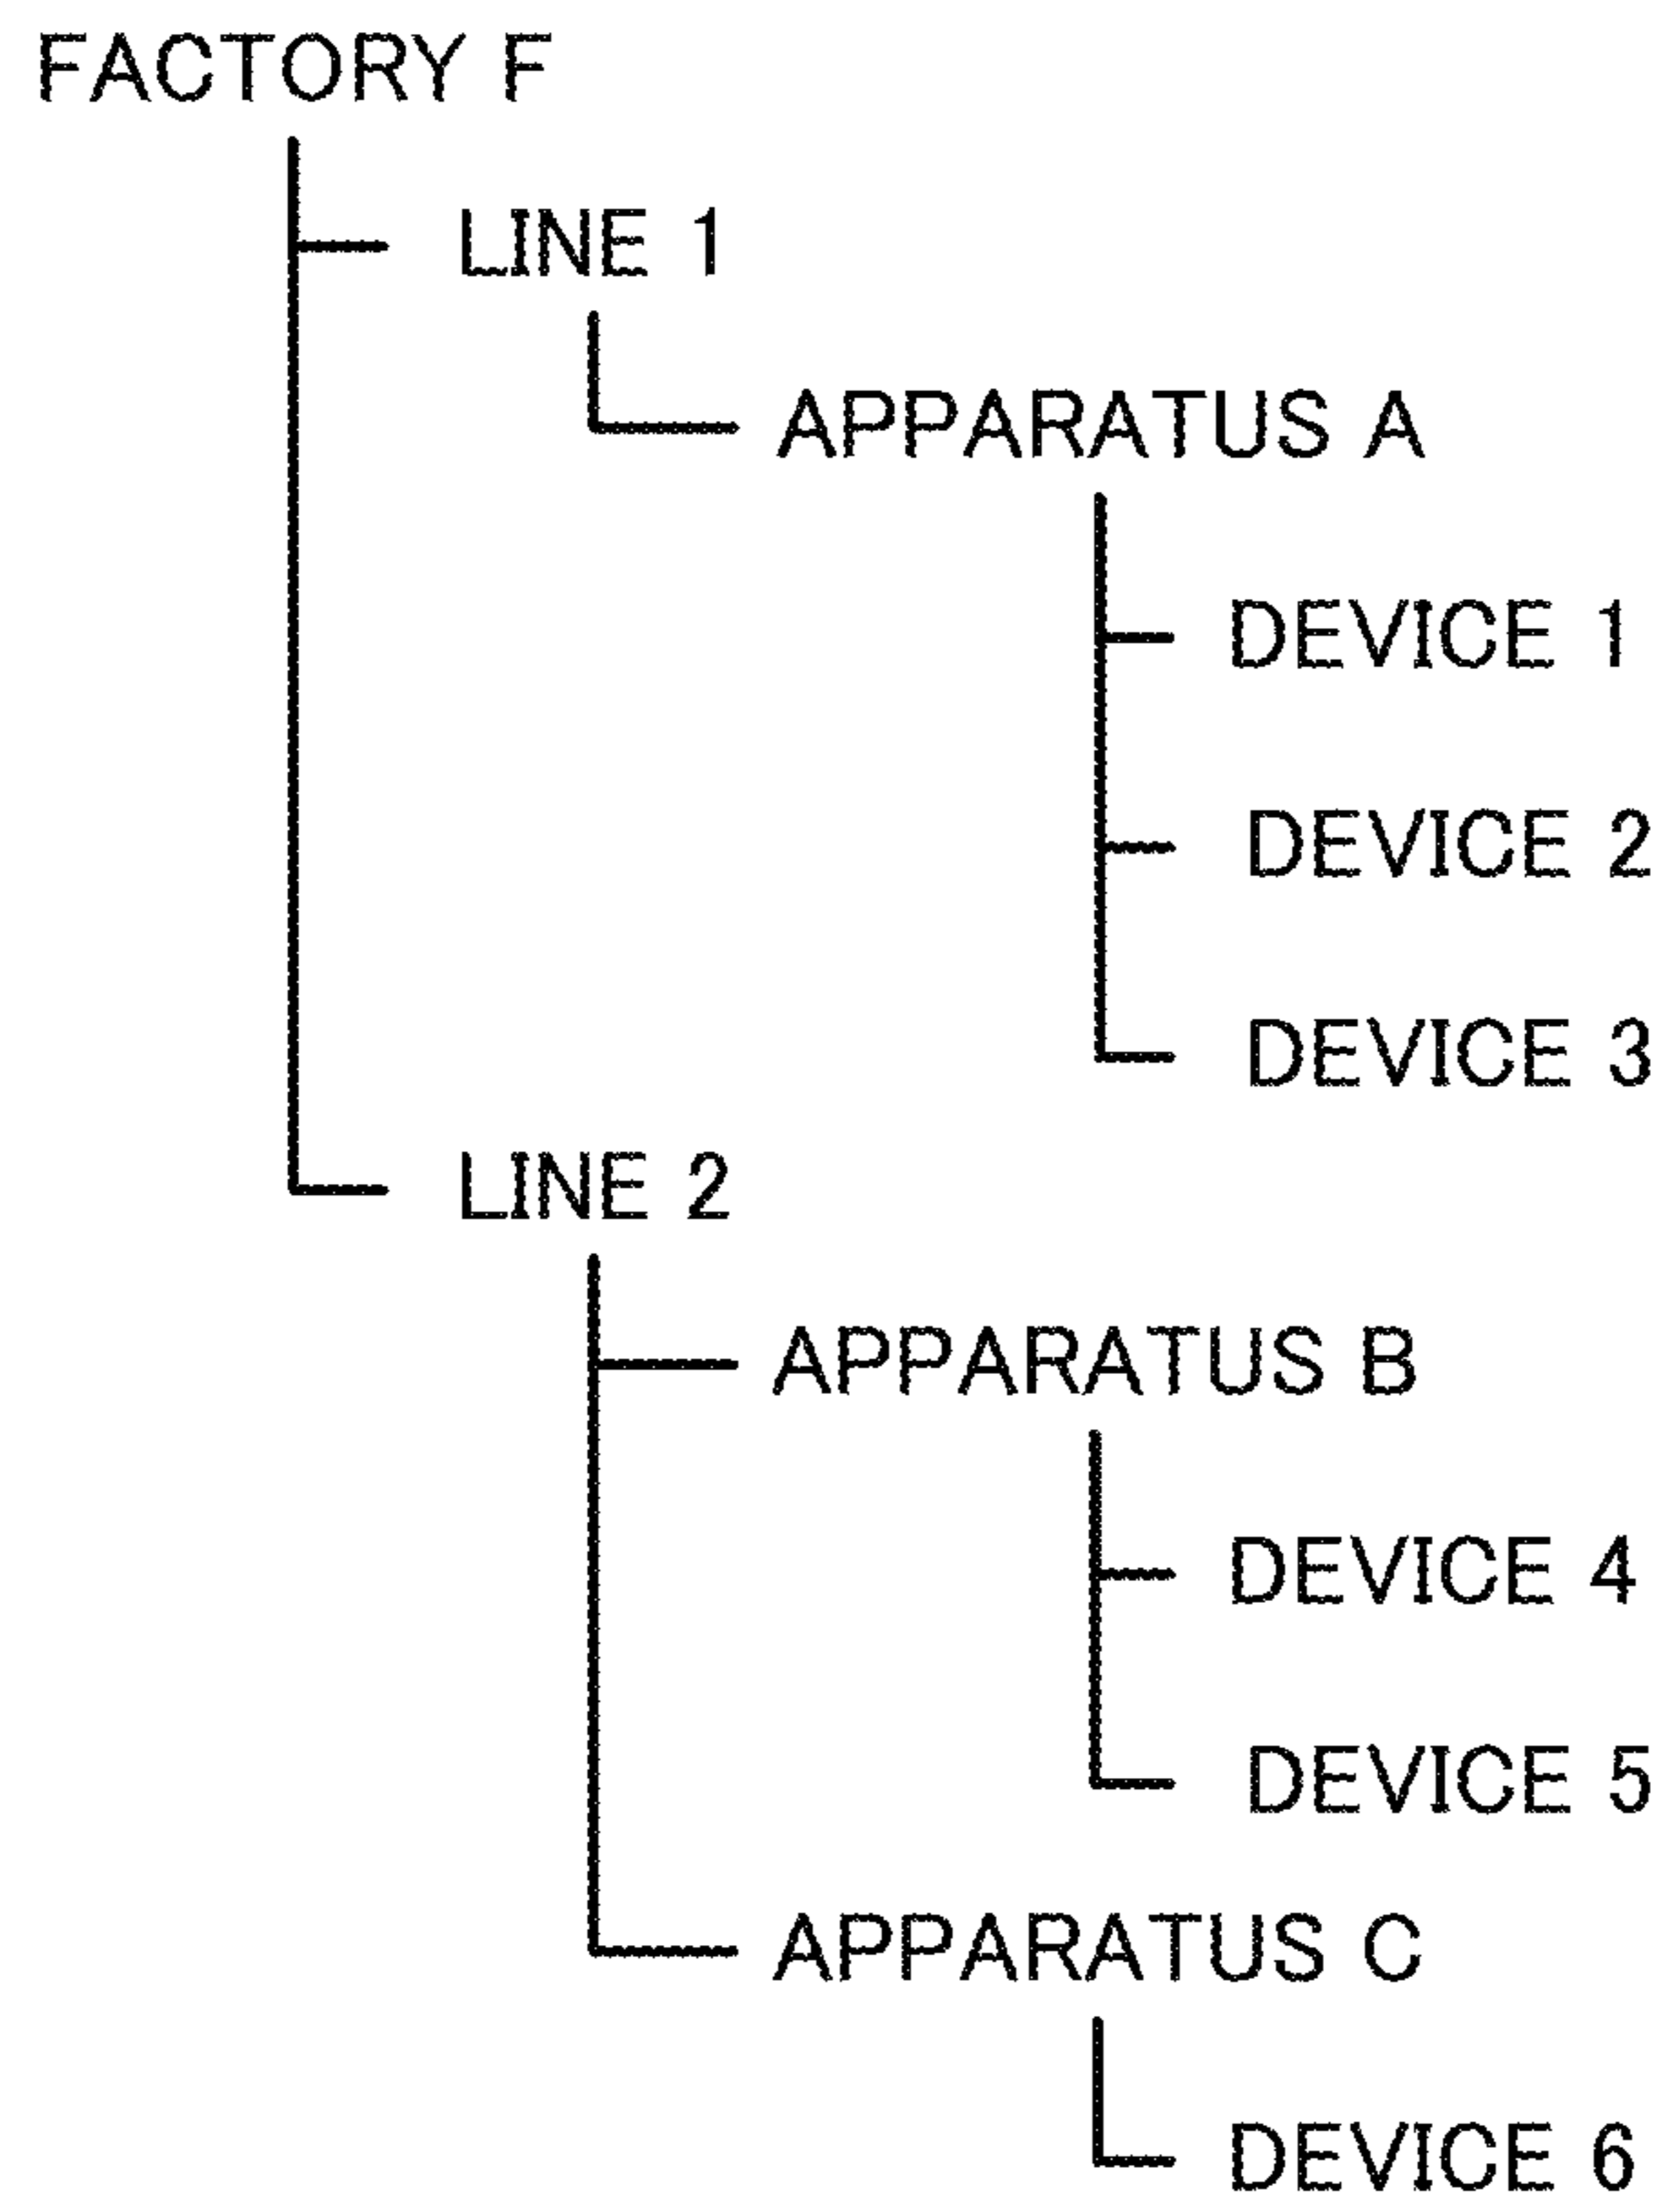 FACTORY F
LINE 1
APPARATUS A
DEVICE 1
DEVICE 2
DEVICE 3
LINE 2
APPARATUS B
DEVICE 4
DEVICE 5
APPARATUS C
DEVICE 6